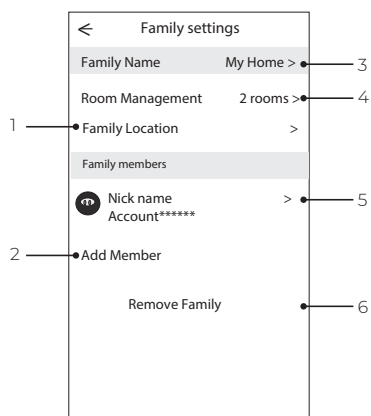 ← Family settings
Family Name My Home > 3
Room Management 2 rooms > 4
1 Family Location >
Family members
Nick name > 5
Account******
2 Add Member
Remove Family 6